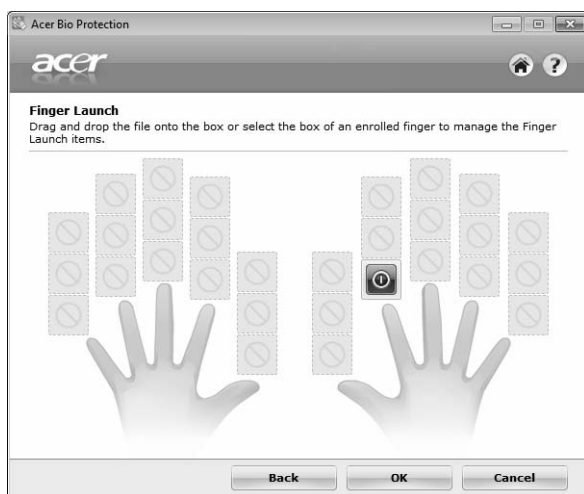 Acer Bio Protection
acer
?
Finger Launch
Drag and drop the file onto the box or select the box of an enrolled finger to manage the Finger
Launch items.
Back OK Cancel